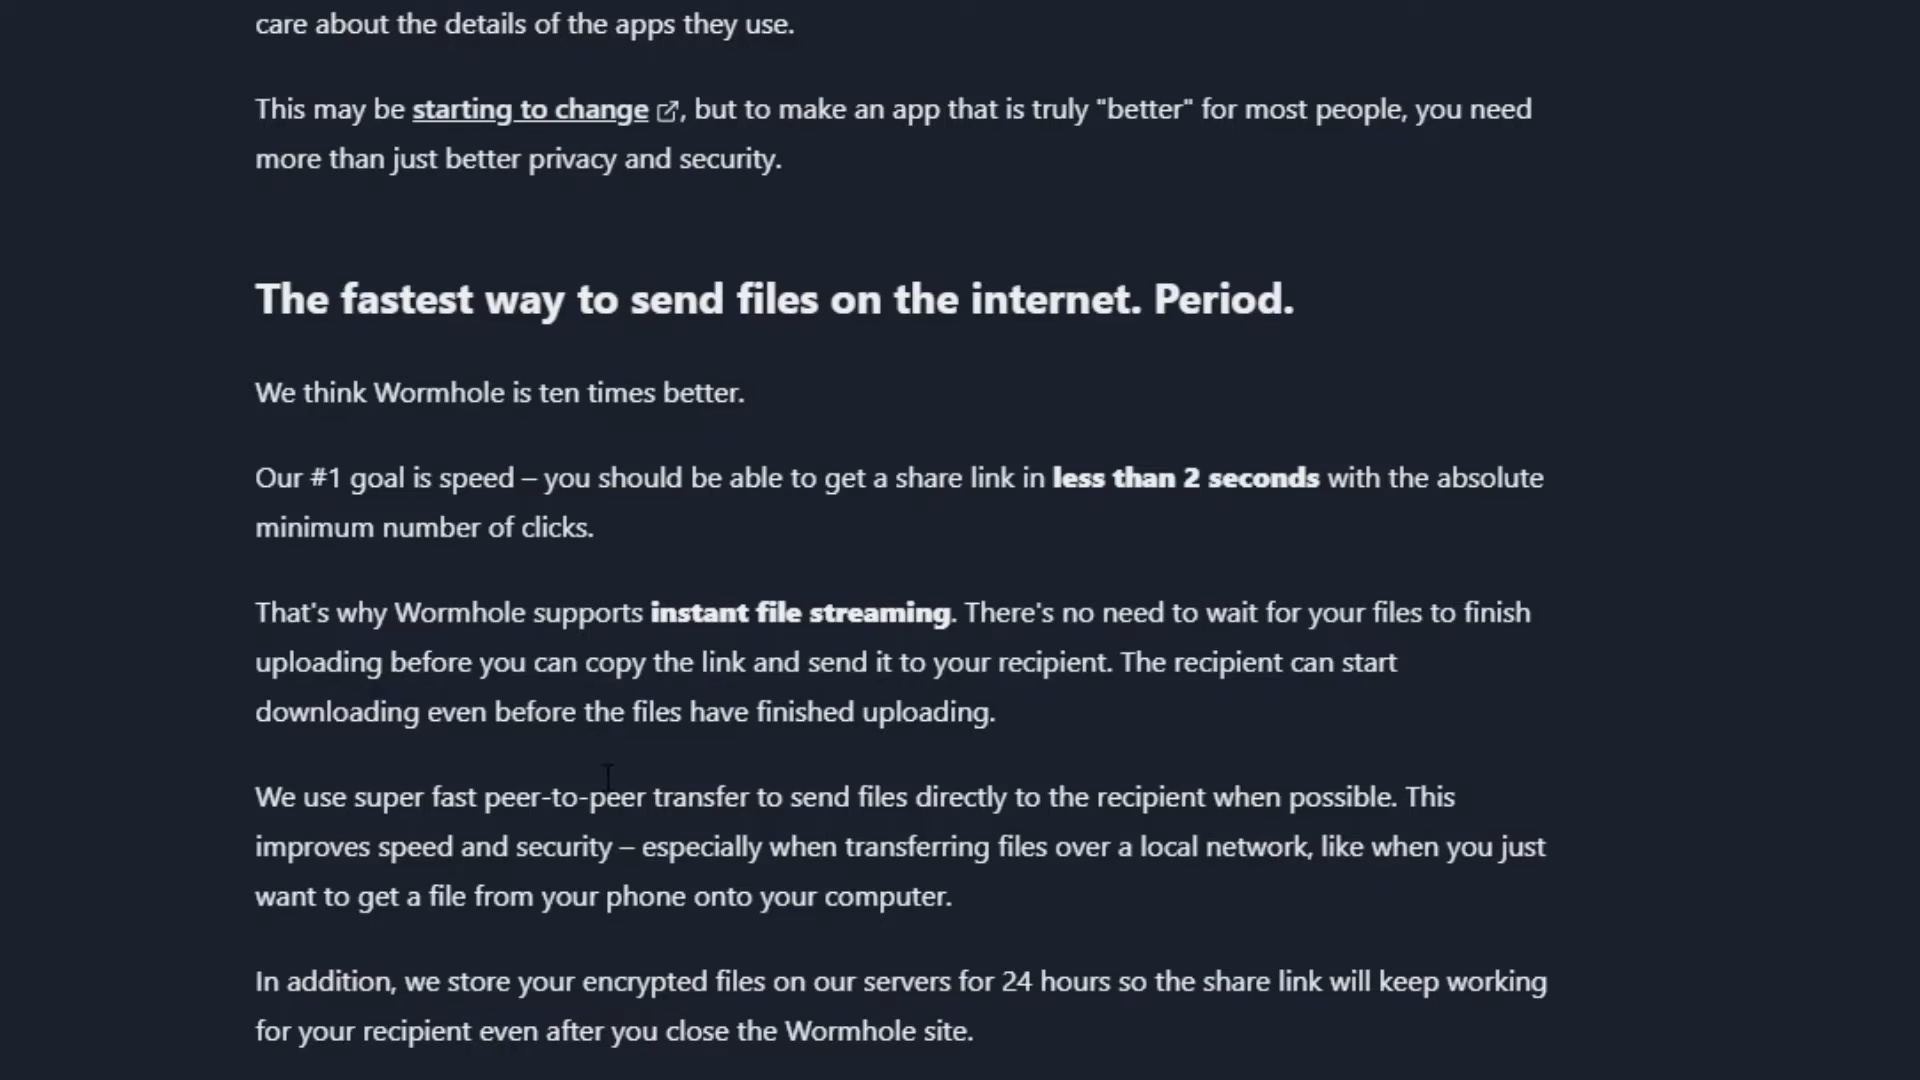 care about the details of the apps they use.
This may be starting to change, but to make an app that is truly "better" for most people, you need
more than just better privacy and security.
The fastest way to send files on the internet. Period.
We think Wormhole is ten times better.
Our #1 goal is speed – you should be able to get a share link in less than 2 seconds with the absolute
minimum number of clicks.
That's why Wormhole supports instant file streaming. There's no need to wait for your files to finish
uploading before you can copy the link and send it to your recipient. The recipient can start
downloading even before the files have finished uploading.
We use super fast peer-to-peer transfer to send files directly to the recipient when possible. This
improves speed and security – especially when transferring files over a local network, like when you just
want to get a file from your phone onto your computer.
In addition, we store your encrypted files on our servers for 24 hours so the share link will keep working
for your recipient even after you close the Wormhole site.